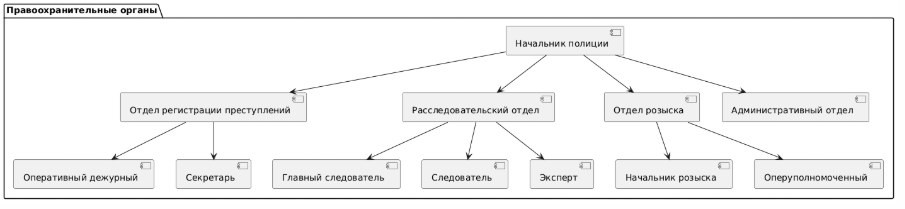 Правоохранительные органы
Начальник полиции
Отдел регистрации преступлений
Расследовательский отдел
Отдел розыска
Административный отдел
Оперативный дежурный
Секретарь
Главный следователь
Следователь
Эксперт
Начальник розыска
Оперуполномоченный